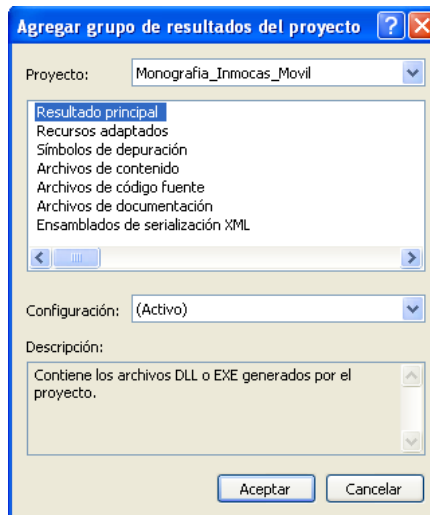 Agregar grupo de resultados del proyecto
Proyecto: Monografia_Inmocas_Movil
Resultado principal
Recursos adaptados
Símbolos de depuración
Archivos de contenido
Archivos de código fuente
Archivos de documentación
Ensamblados de serialización XML
Configuración: (Activo)
Descripción:
Contiene los archivos DLL o EXE generados por el
proyecto.
Aceptar Cancelar